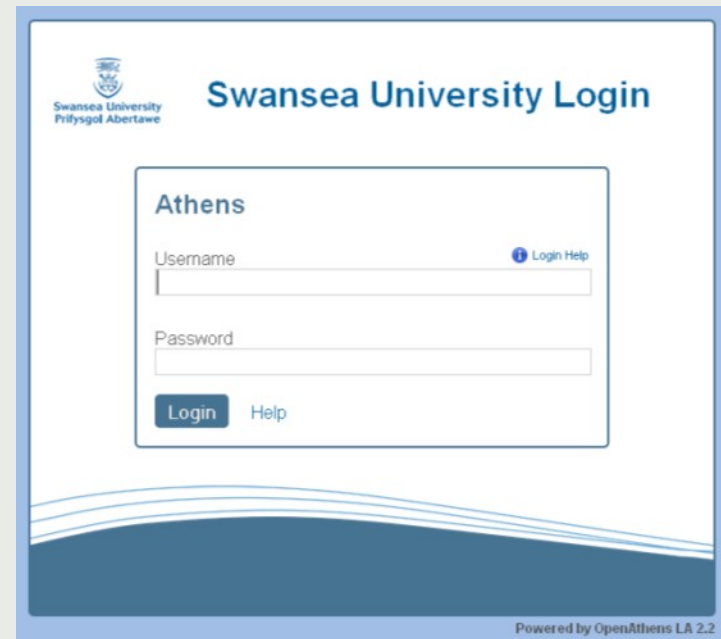 Swansea University
Prifysgol Abertawe
Swansea University Login
Athens
Username
Login Help
Password
Login Help
Powered by OpenAthens LA 2.2